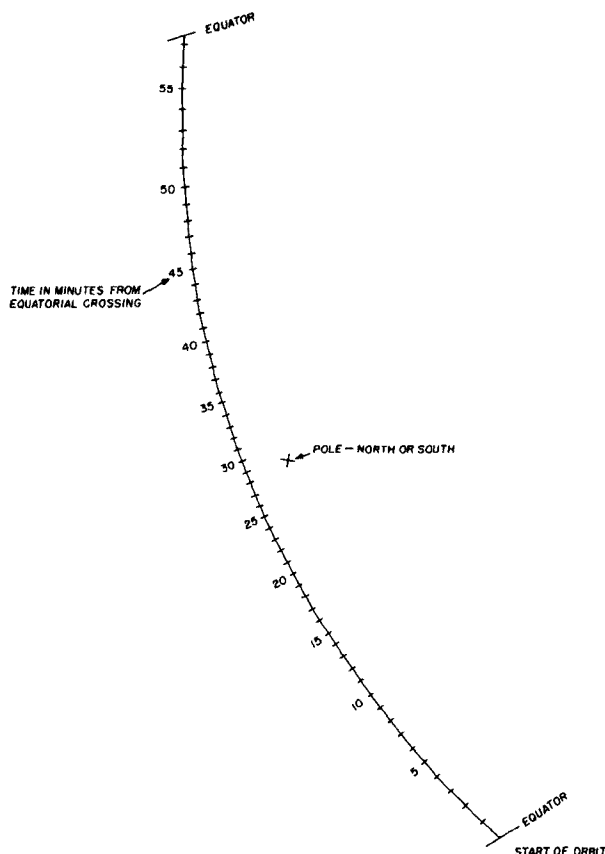 EQUATOR
55
50
45
TIME IN MINUTES FROM
EQUATORIAL CROSSING
40
35
POLE — NORTH OR SOUTH
30
25
20
15
10
5
EQUATOR
START OF ORBIT